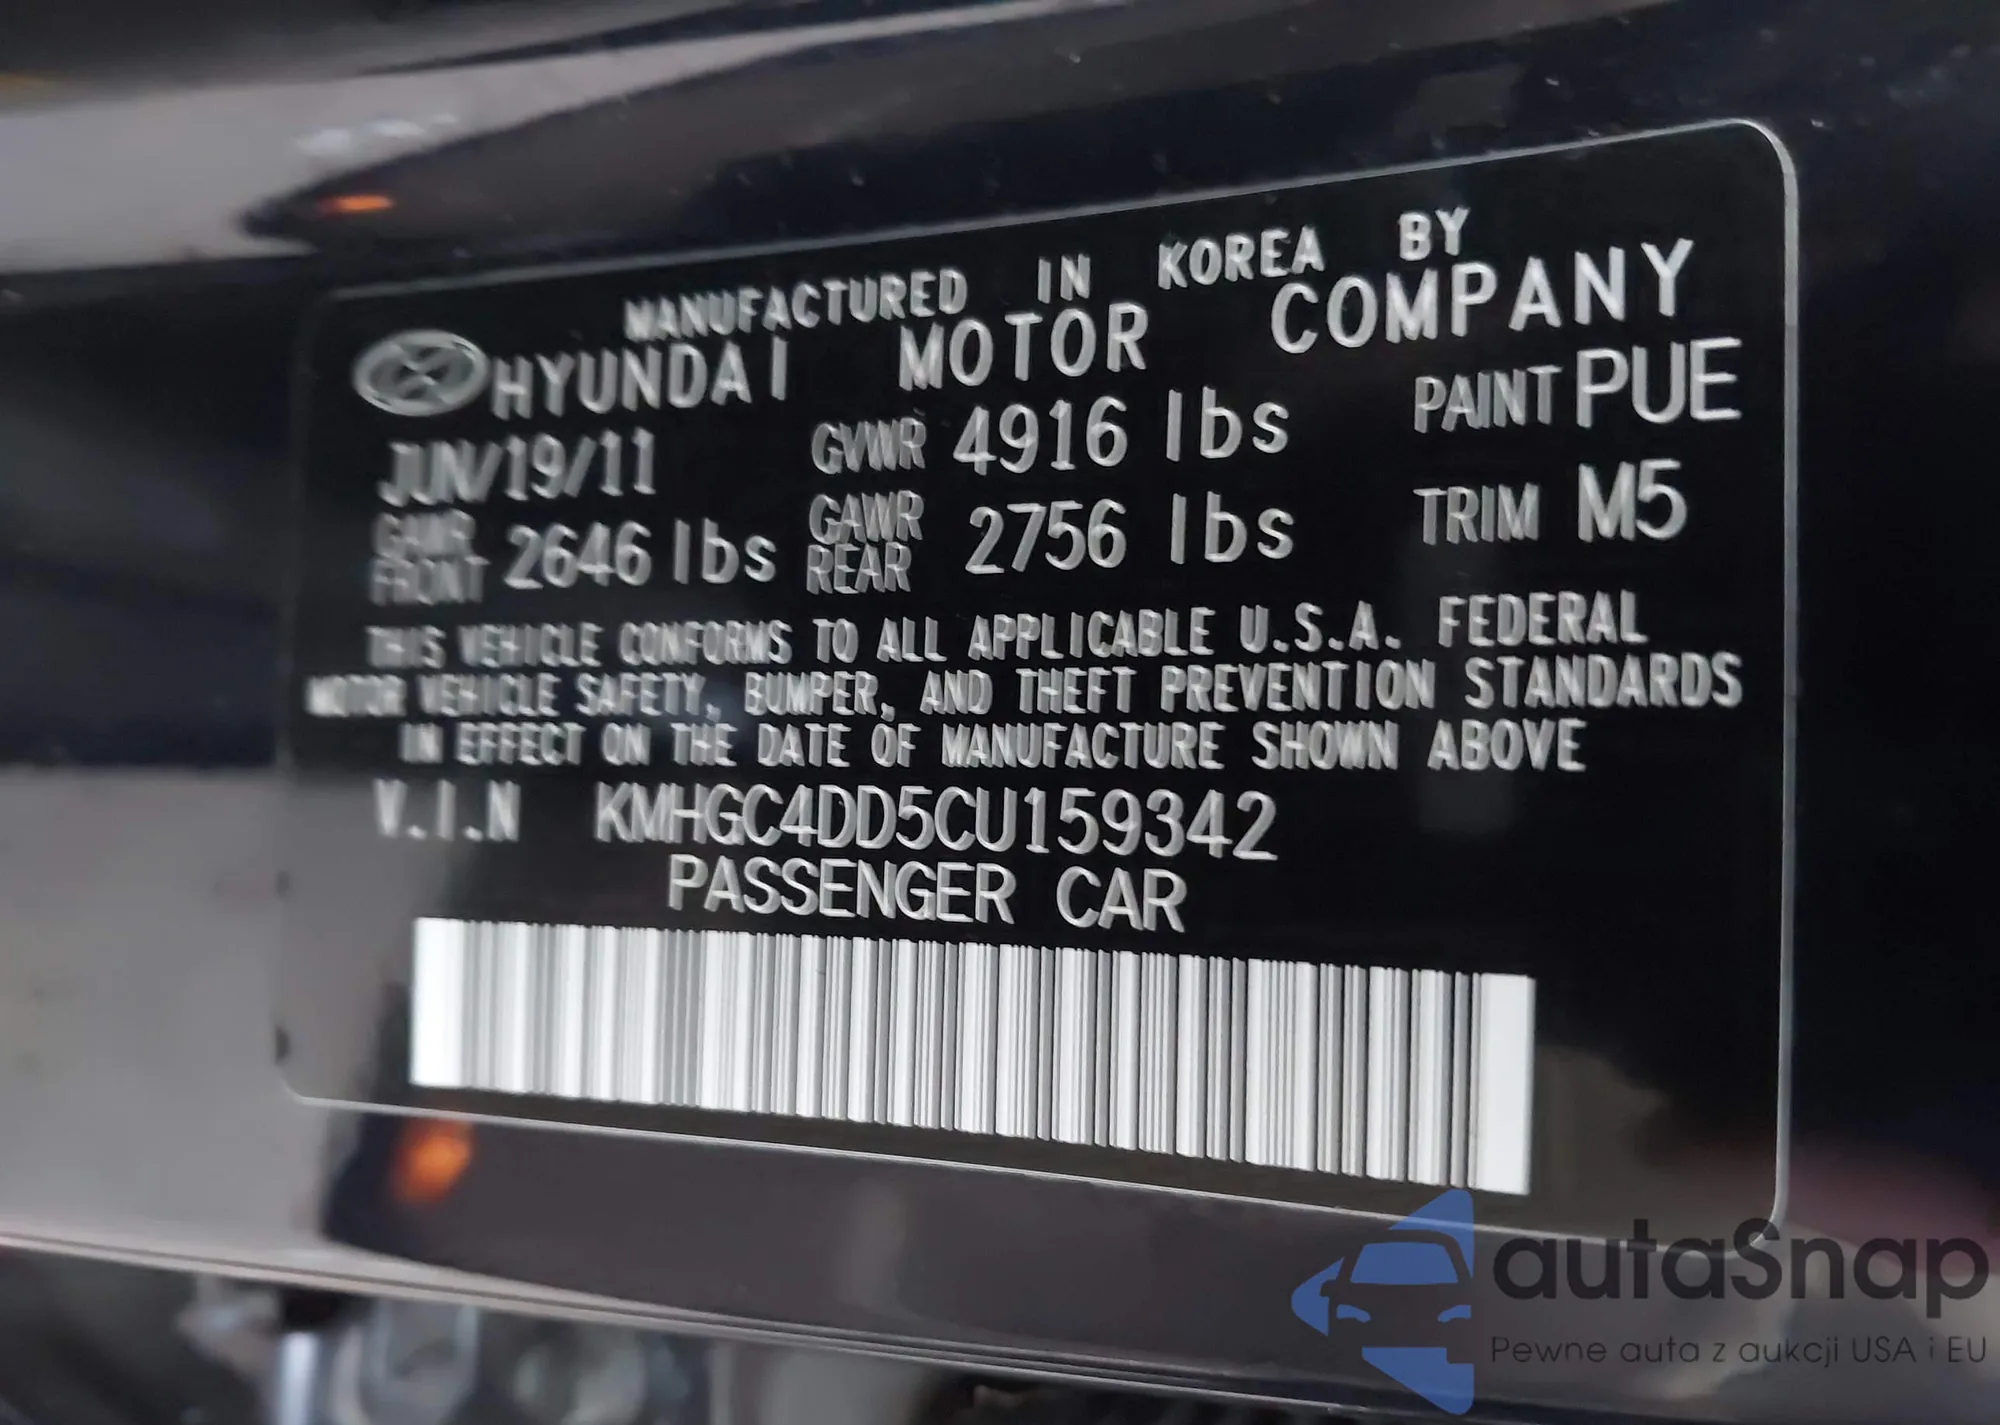 MANUFACTURED IN KOREA BY
HYUNDAI MOTOR COMPANY
JUN/19/11 GVWR 4916 lbs PAINT PUE
GAWR FRONT 2646 lbs GAWR REAR 2756 lbs TRIM M5
THIS VEHICLE CONFORMS TO ALL APPLICABLE U.S.A. FEDERAL
MOTOR VEHICLE SAFETY, BUMPER, AND THEFT PREVENTION STANDARDS
IN EFFECT ON THE DATE OF MANUFACTURE SHOWN ABOVE
V.I.N KMHGC4DD5CU159342
PASSENGER CAR
autaSnap
Pewne auta z aukcji USA i EU